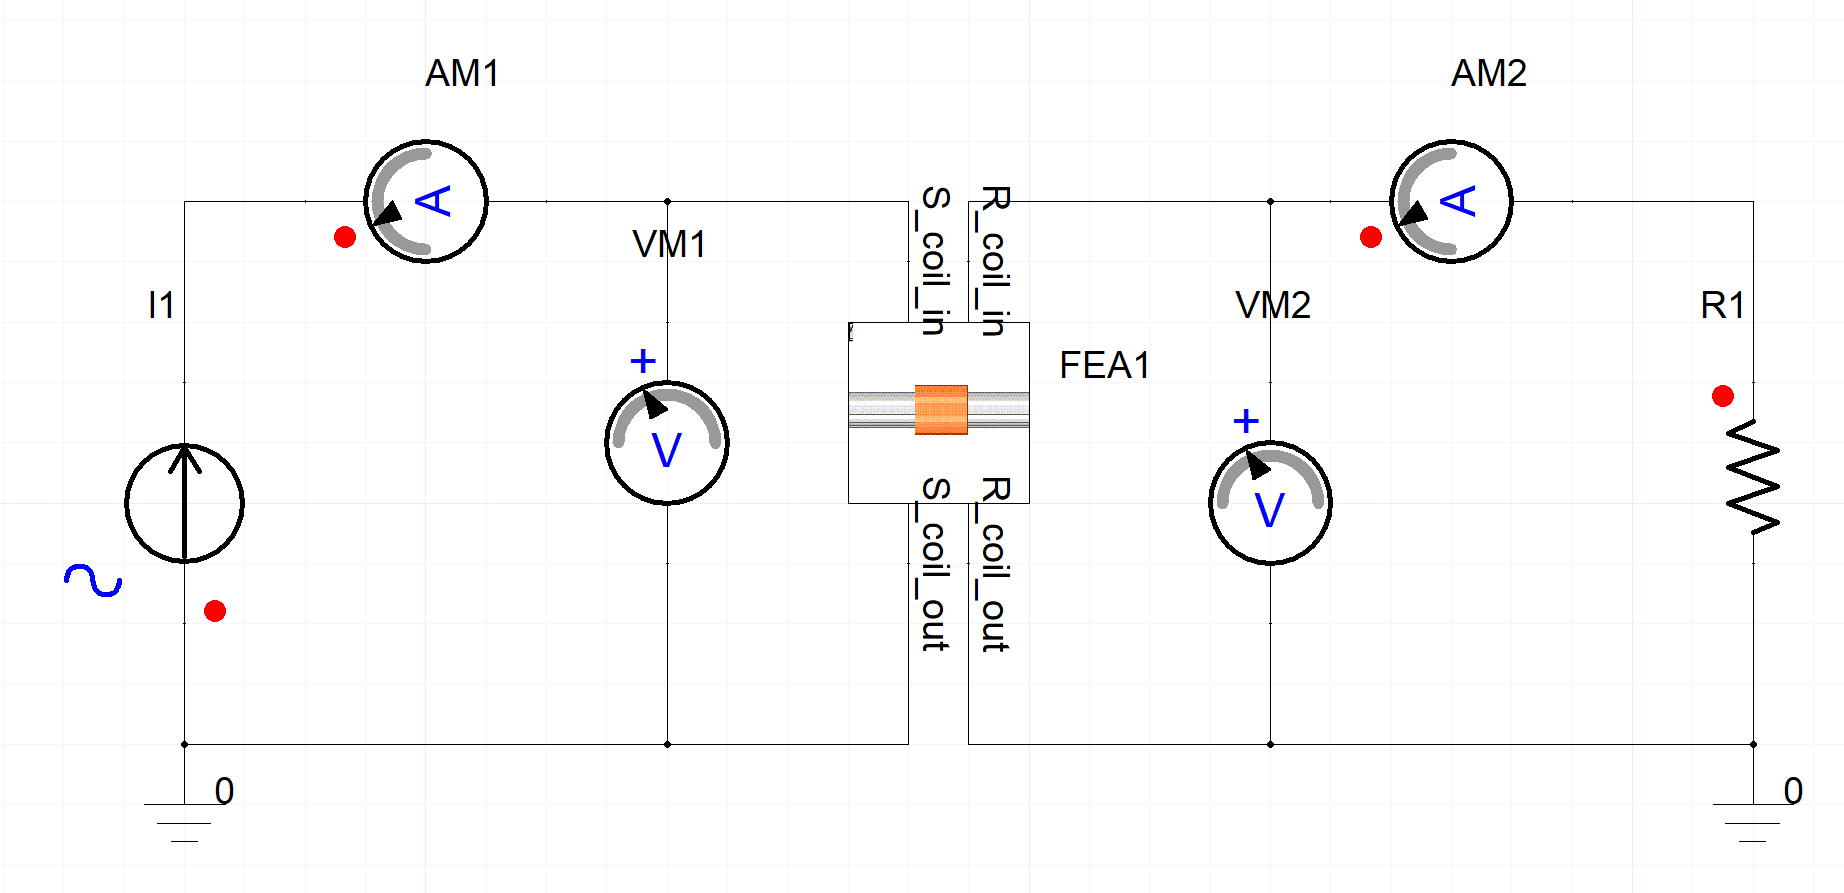 AM1
AM2
A
A
S_coil_in
R_coil_in
VM1
I1
VM2
R1
+
FEA1
+
V
V
S_coil_out
R_coil_out
0
0